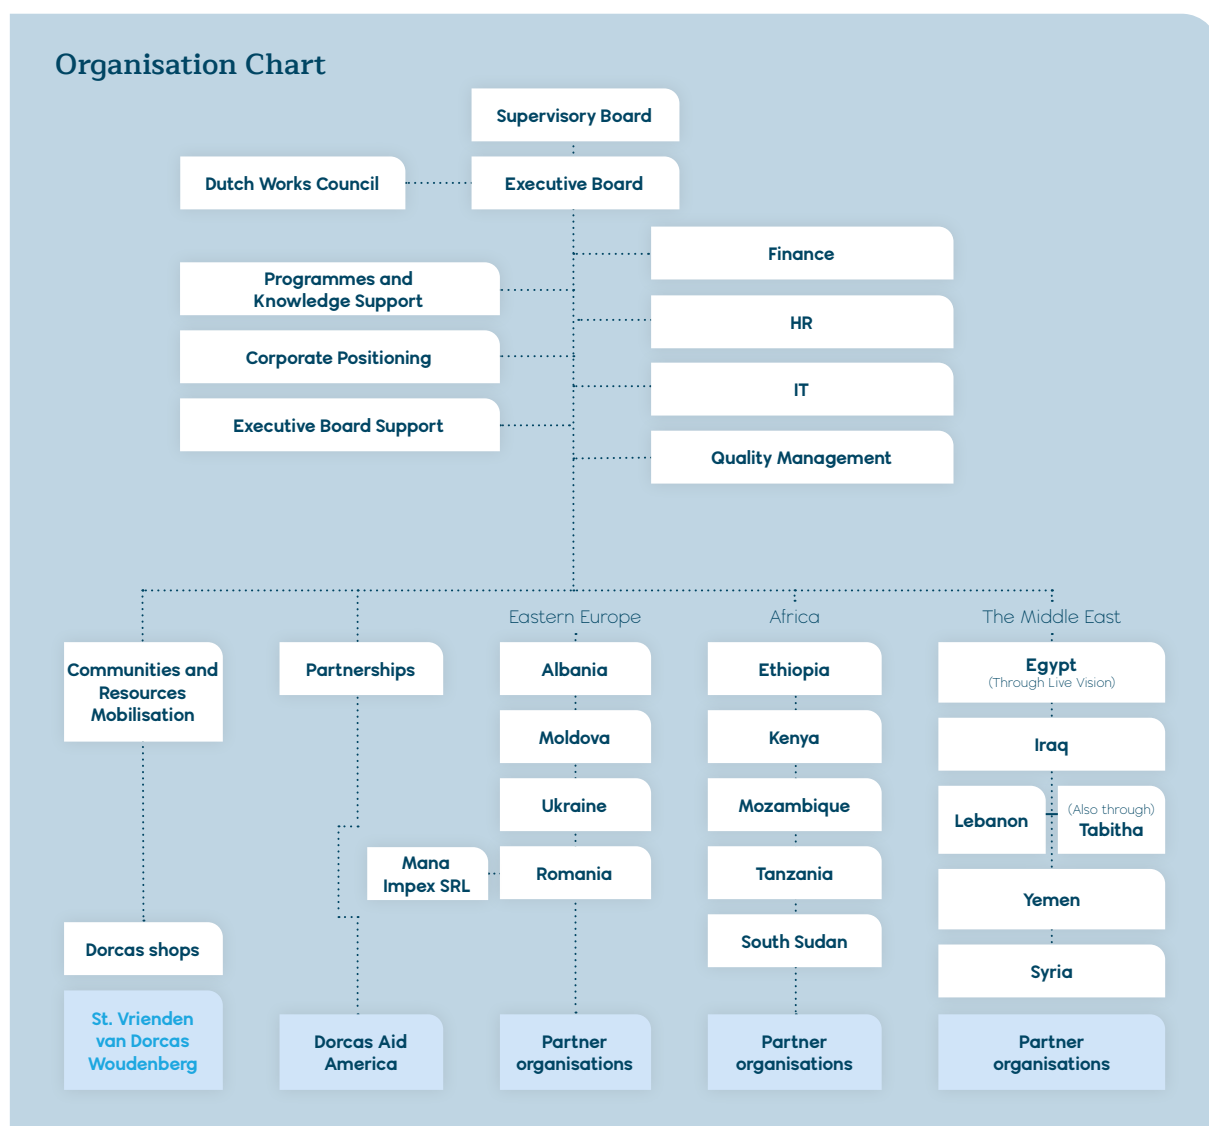 Organisation Chart
Supervisory Board
Dutch Works Council
Executive Board
Finance
Programmes and
Knowledge Support
HR
Corporate Positioning
IT
Executive Board Support
Quality Management
Eastern Europe
Africa
The Middle East
Communities and
Resources
Mobilisation
Dorcas shops
St. Vrienden
van Dorcas
Woudenberg
Partnerships
Dorcas Aid
America
Albania
Moldova
Ukraine
Mana
Impex SRL
Romania
Partner
organisations
Ethiopia
Kenya
Mozambique
Tanzania
South Sudan
Partner
organisations
Egypt
(Through Live Vision)
Iraq
Lebanon
(Also through)
Tabitha
Yemen
Syria
Partner
organisations